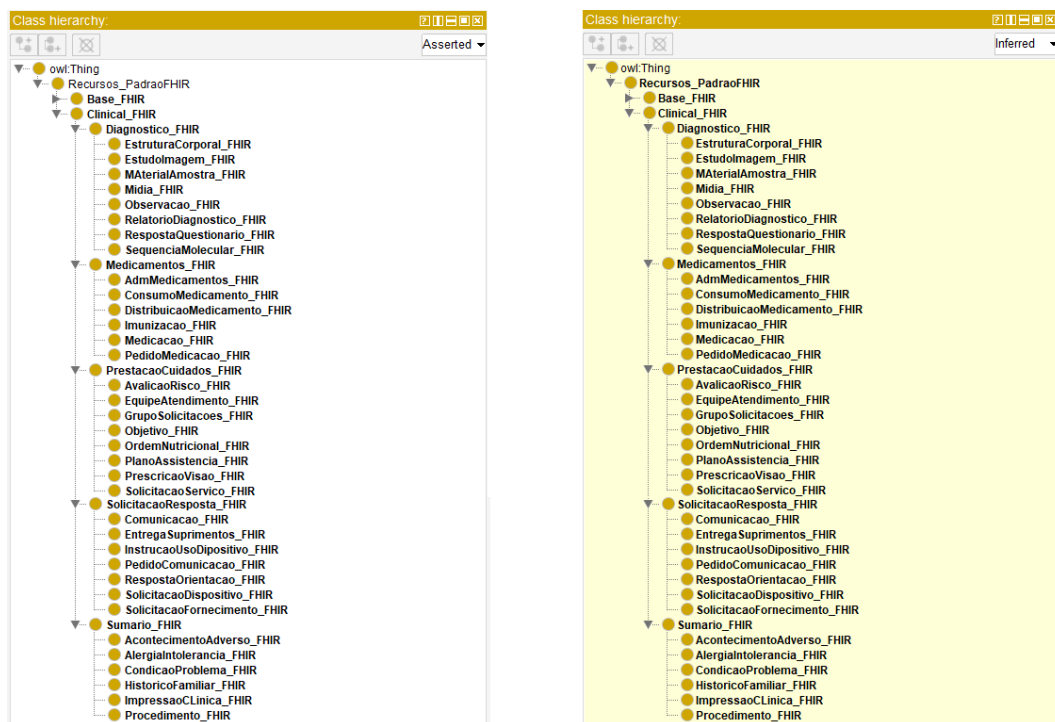 Class hierarchy:
Asserted
owl:Thing
Recursos_PadraoFHIR
Base_FHIR
Clinical_FHIR
Diagnostico_FHIR
EstruturaCorporal_FHIR
EstudoImagem_FHIR
MAterialAmostra_FHIR
Midia_FHIR
Observacao_FHIR
RelatorioDiagnostico_FHIR
RespostaQuestionario_FHIR
SequenciaMolecular_FHIR
Medicamentos_FHIR
AdmMedicamentos_FHIR
ConsumoMedicamento_FHIR
DistribuicaoMedicamento_FHIR
Imunizacao_FHIR
Medicacao_FHIR
PedidoMedicacao_FHIR
PrestacaoCuidados_FHIR
AvalicaoRisco_FHIR
EquipeAtendimento_FHIR
GrupoSolicitacoes_FHIR
Objetivo_FHIR
OrdemNutricional_FHIR
PlanoAssistencia_FHIR
PrescricaoVisao_FHIR
SolicitacaoServico_FHIR
SolicitacaoResposta_FHIR
Comunicacao_FHIR
EntregaSuprimentos_FHIR
InstrucaoUsoDipositivo_FHIR
PedidoComunicacao_FHIR
RespostaOrientacao_FHIR
SolicitacaoDispositivo_FHIR
SolicitacaoFornecimento_FHIR
Sumario_FHIR
AcontecimentoAdverso_FHIR
AlergiaIntolerancia_FHIR
CondicaoProblema_FHIR
HistoricoFamiliar_FHIR
ImpressaoCLinica_FHIR
Procedimento_FHIR
Class hierarchy:
Inferred
owl:Thing
Recursos_PadraoFHIR
Base_FHIR
Clinical_FHIR
Diagnostico_FHIR
EstruturaCorporal_FHIR
EstudoImagem_FHIR
MAterialAmostra_FHIR
Midia_FHIR
Observacao_FHIR
RelatorioDiagnostico_FHIR
RespostaQuestionario_FHIR
SequenciaMolecular_FHIR
Medicamentos_FHIR
AdmMedicamentos_FHIR
ConsumoMedicamento_FHIR
DistribuicaoMedicamento_FHIR
Imunizacao_FHIR
Medicacao_FHIR
PedidoMedicacao_FHIR
PrestacaoCuidados_FHIR
AvalicaoRisco_FHIR
EquipeAtendimento_FHIR
GrupoSolicitacoes_FHIR
Objetivo_FHIR
OrdemNutricional_FHIR
PlanoAssistencia_FHIR
PrescricaoVisao_FHIR
SolicitacaoServico_FHIR
SolicitacaoResposta_FHIR
Comunicacao_FHIR
EntregaSuprimentos_FHIR
InstrucaoUsoDipositivo_FHIR
PedidoComunicacao_FHIR
RespostaOrientacao_FHIR
SolicitacaoDispositivo_FHIR
SolicitacaoFornecimento_FHIR
Sumario_FHIR
AcontecimentoAdverso_FHIR
AlergiaIntolerancia_FHIR
CondicaoProblema_FHIR
HistoricoFamiliar_FHIR
ImpressaoCLinica_FHIR
Procedimento_FHIR